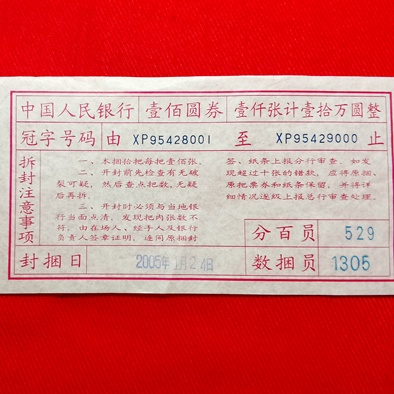 中国人民银行 壹佰圆券 壹仟张计壹拾万圆整
冠字号码 由 XP95428001 至 XP95429000 止
拆封注意事项
一、本捆拾把每把壹佰张。
二、开封前先检查有无破
裂可疑，然后查点把数，无疑
后再拆。
三、开封时必须与当地银
行当面点清，发现把内张数不
符，由在场人，经手人及银行
负责人签章证明，连同原捆封
签、纸条上报分行审查，如发
现超过十张的错款，应将原捆、
原把票券和纸条保留，并将详
细情况逐级上报总行审查处理。
分百员 529
封捆日 2005年1月24日 数捆员 1305